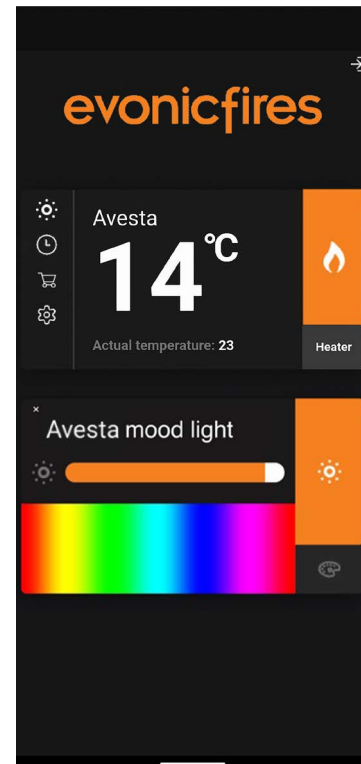 evonicfires
Avesta
14°C
Actual temperature: 23
Heater
Avesta mood light